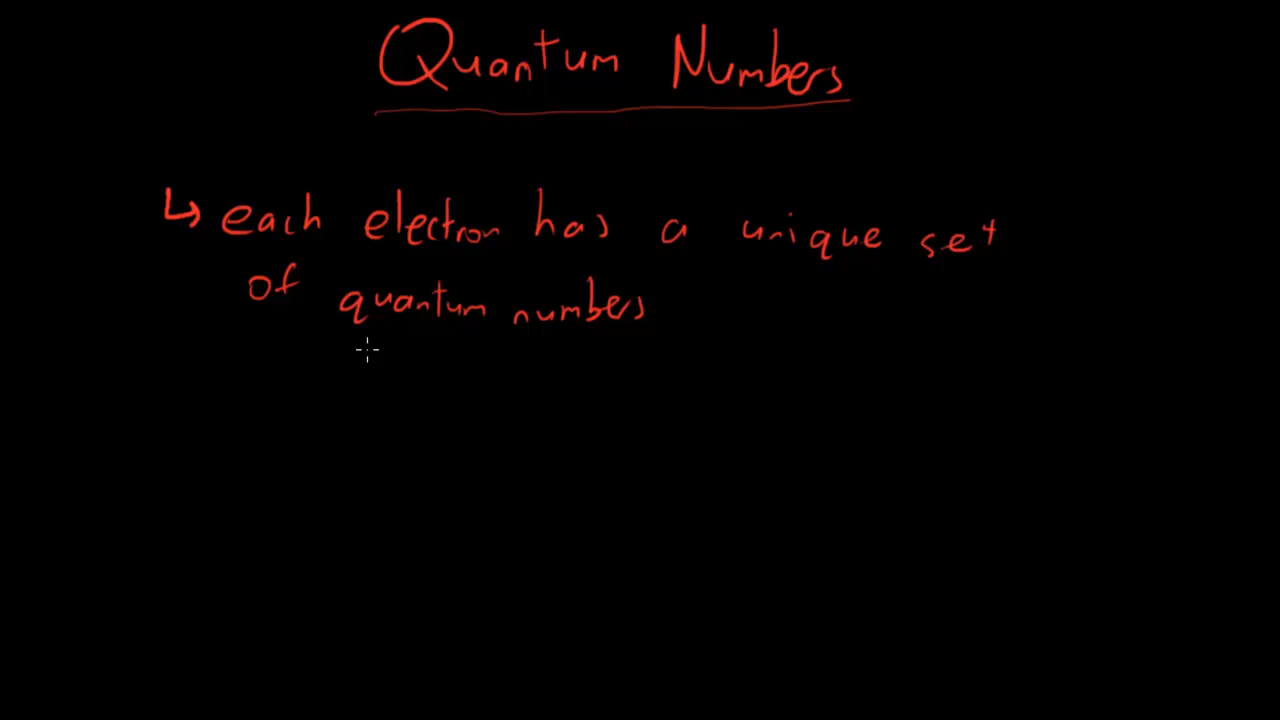 Quantum Numbers
↳ each electron has a unique set
of quantum numbers